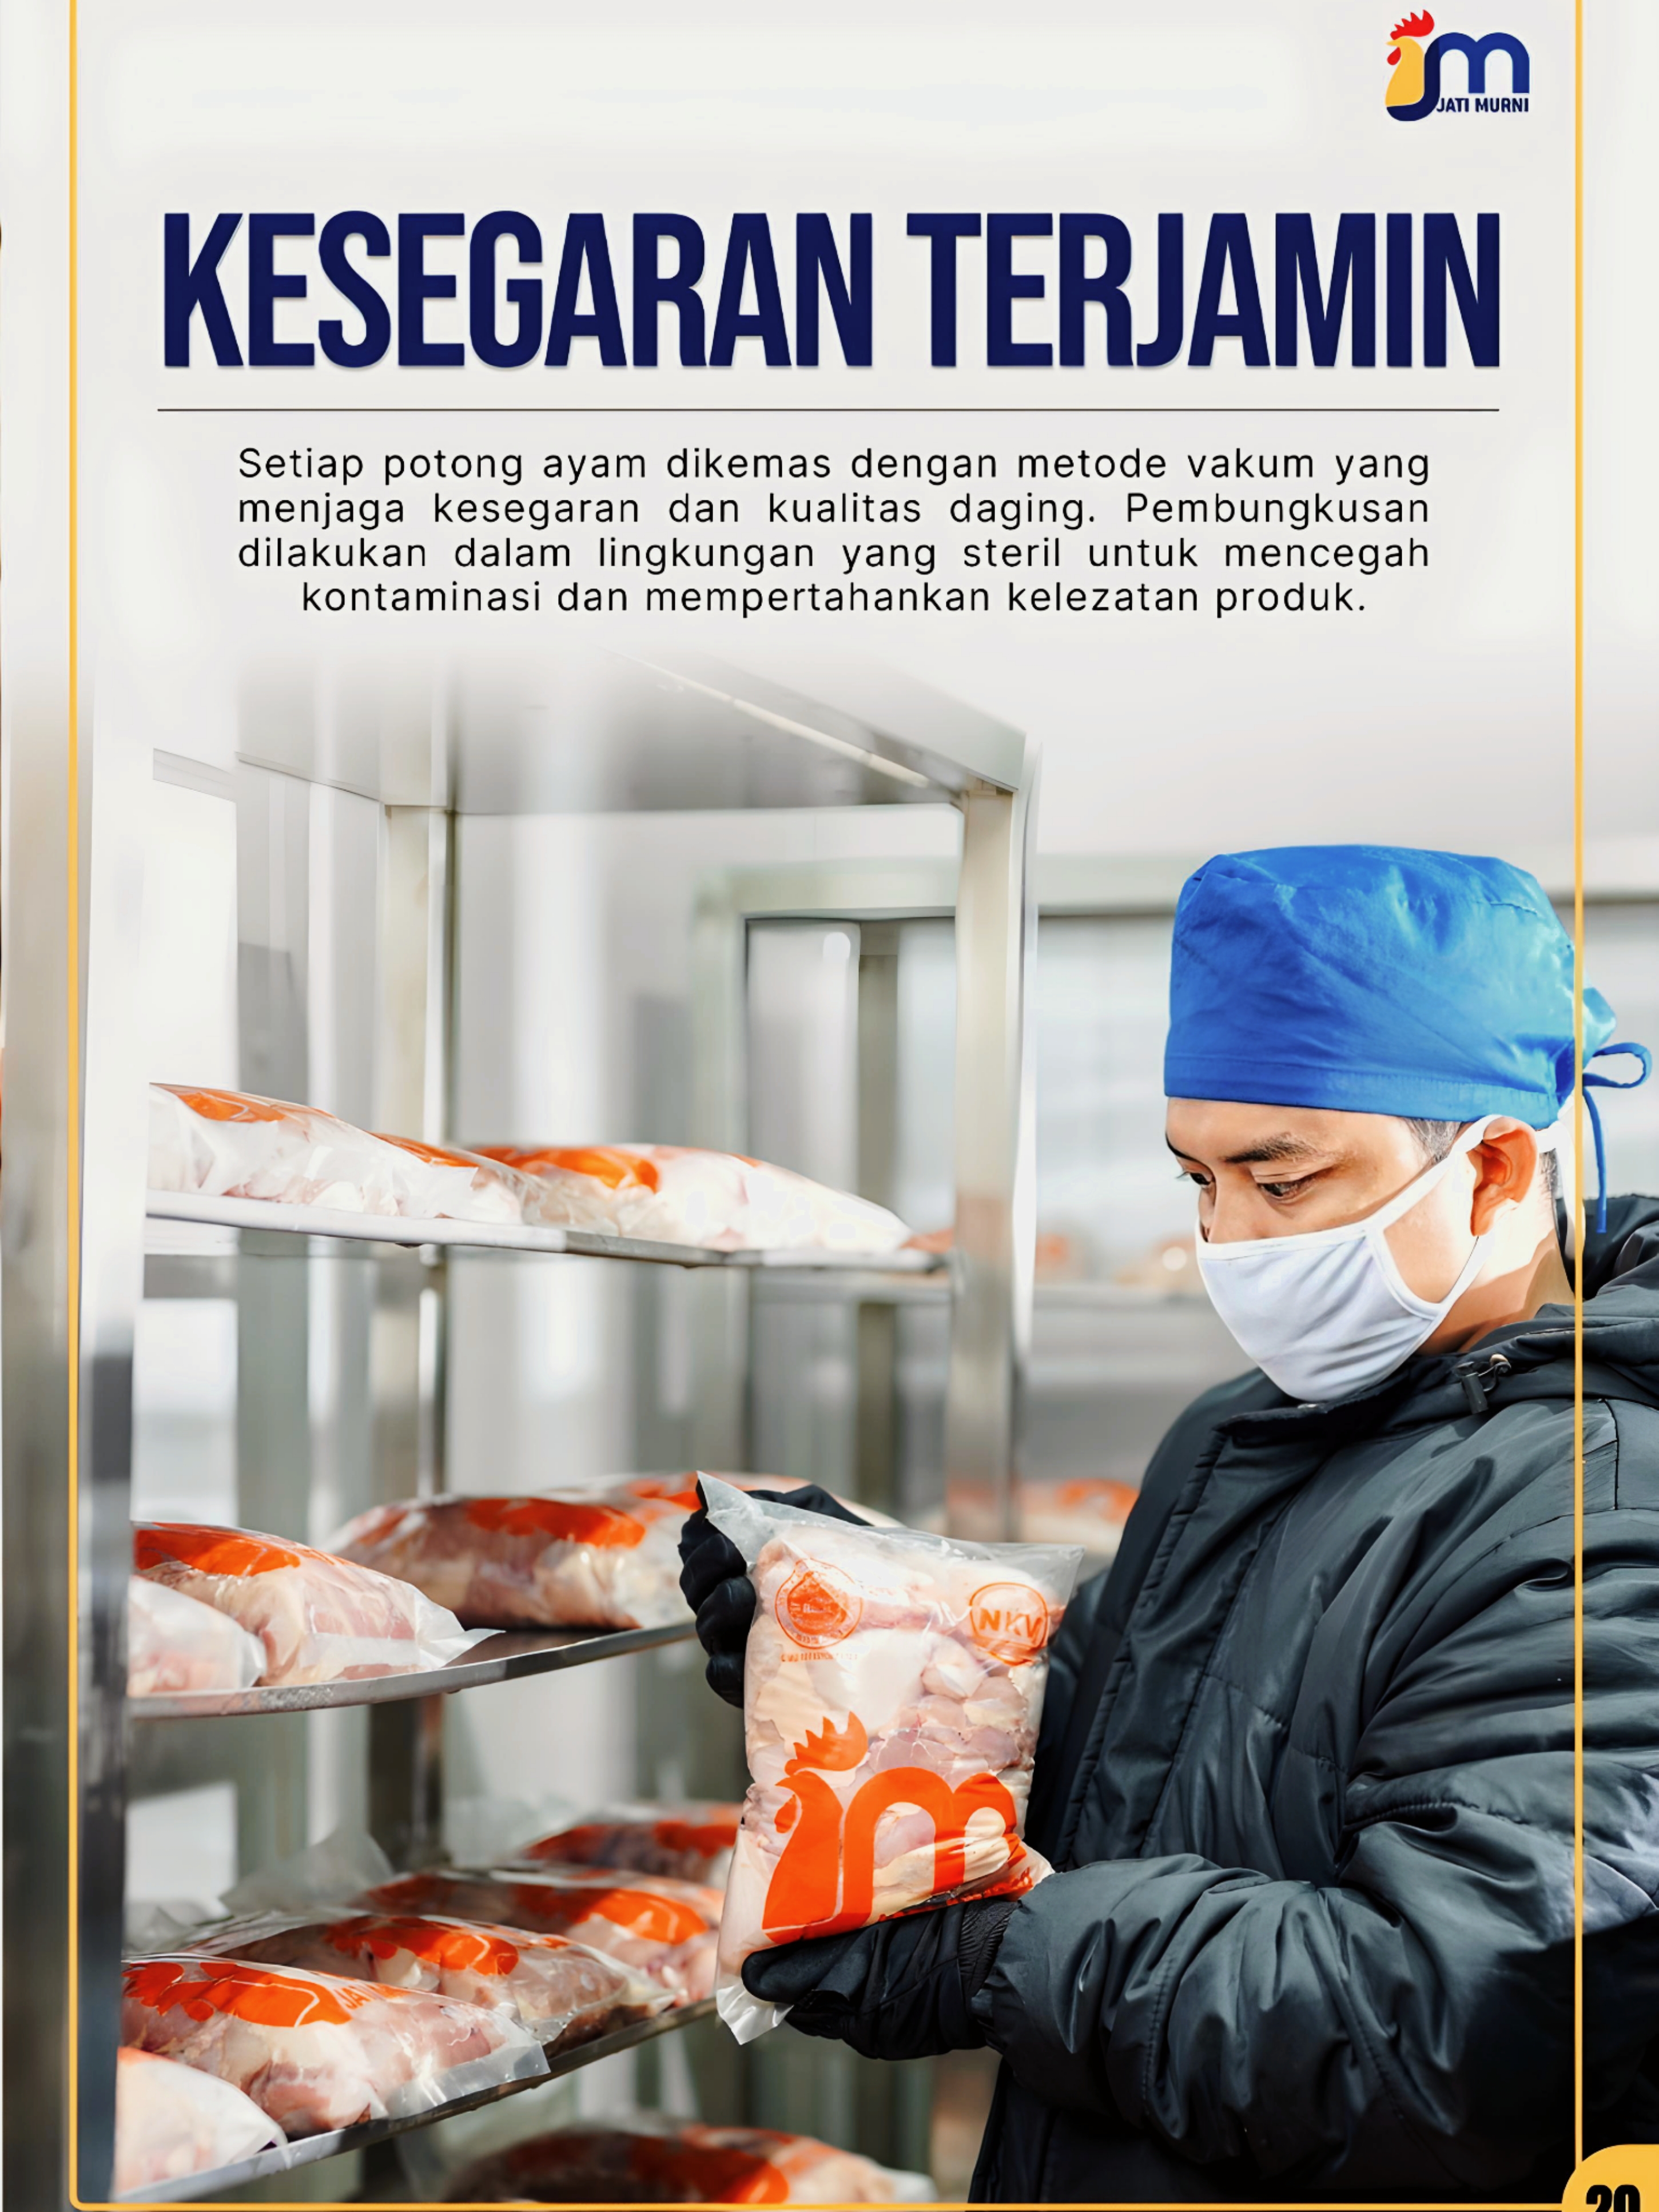 JATI MURNI
KESEGARAN TERJAMIN
Setiap potong ayam dikemas dengan metode vakum yang
menjaga kesegaran dan kualitas daging. Pembungkusan
dilakukan dalam lingkungan yang steril untuk mencegah
kontaminasi dan mempertahankan kelezatan produk.
NKV